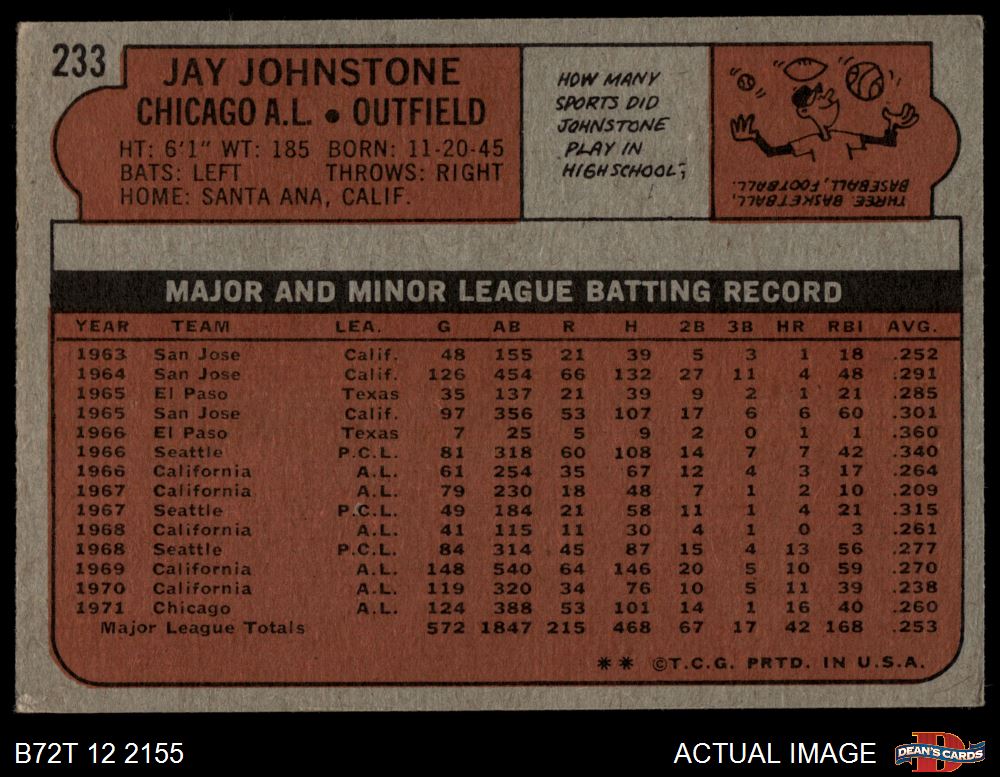 233
JAY JOHNSTONE
CHICAGO A.L. • OUTFIELD
HT: 6'1" WT: 185 BORN: 11-20-45
BATS: LEFT THROWS: RIGHT
HOME: SANTA ANA, CALIF.
HOW MANY
SPORTS DID
JOHNSTONE
PLAY IN
HIGH SCHOOL?
THREE BASKETBALL,
BASEBALL, FOOTBALL.
MAJOR AND MINOR LEAGUE BATTING RECORD
YEAR TEAM LEA. G AB R H 2B 3B HR RBI AVG.
1963 San Jose Calif. 48 155 21 39 5 3 1 18 .252
1964 San Jose Calif. 126 454 66 132 27 11 4 48 .291
1965 El Paso Texas 35 137 21 39 9 2 1 21 .285
1965 San Jose Calif. 97 356 53 107 17 6 6 60 .301
1966 El Paso Texas 7 25 5 9 2 0 1 1 .360
1966 Seattle P.C.L. 81 318 60 108 14 7 7 42 .340
1966 California A.L. 61 254 35 67 12 4 3 17 .264
1967 California A.L. 79 230 18 48 7 1 2 10 .209
1967 Seattle P.C.L. 49 184 21 58 11 1 4 21 .315
1968 California A.L. 41 115 11 30 4 1 0 3 .261
1968 Seattle P.C.L. 84 314 45 87 15 4 13 56 .277
1969 California A.L. 148 540 64 146 20 5 10 59 .270
1970 California A.L. 119 320 34 76 10 5 11 39 .238
1971 Chicago A.L. 124 388 53 101 14 1 16 40 .260
Major League Totals 572 1847 215 468 67 17 42 168 .253
** ©T.C.G. PRTD. IN U.S.A.
B72T 12 2155
ACTUAL IMAGE
D
DEAN'S CARDS